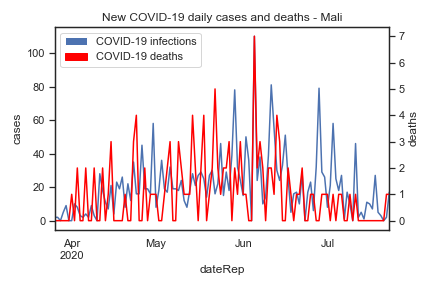 New COVID-19 daily cases and deaths - Mali
COVID-19 infections
COVID-19 deaths
cases
100
80
60
40
20
0
7
6
5
4
3
2
1
0
deaths
Apr
2020
May
Jun
Jul
dateRep